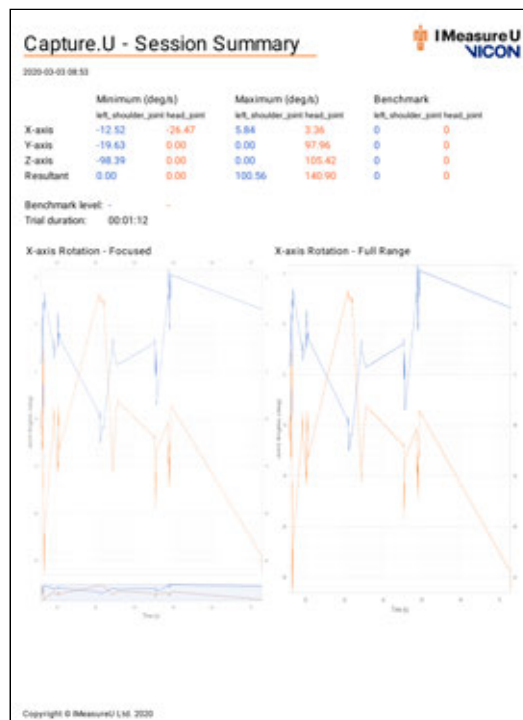 Capture.U - Session Summary
IMeasureU
VICON
2020-03-03 08:53
Minimum (deg/s) Maximum (deg/s) Benchmark
left_shoulder_joint head_joint left_shoulder_joint head_joint left_shoulder_joint head_joint
X-axis -12.52 -26.47 5.84 3.36 0 0
Y-axis -19.63 0.00 0.00 97.96 0 0
Z-axis -98.39 0.00 0.00 105.42 0 0
Resultant 0.00 0.00 100.56 140.90 0 0
Benchmark level: - -
Trial duration: 00:01:12
X-axis Rotation - Focused X-axis Rotation - Full Range
Time (s) Time (s)
Copyright © IMeasureU Ltd. 2020